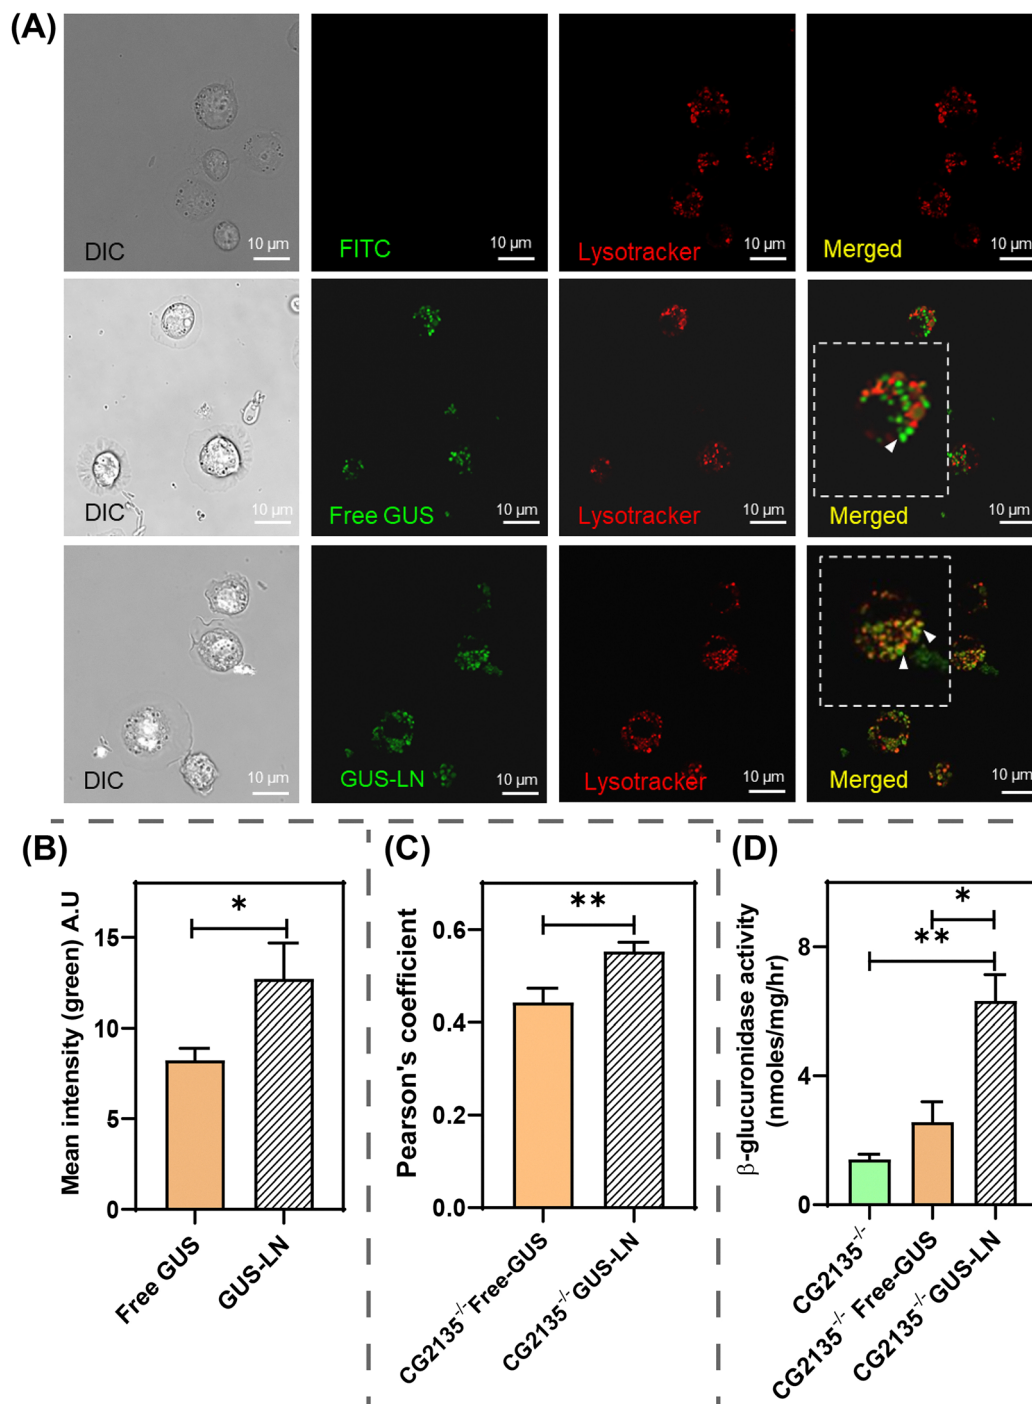 (A)
DIC
10 µm
FITC
10 µm
Lysotracker
10 µm
Merged
10 µm
DIC
10 µm
Free GUS
10 µm
Lysotracker
10 µm
Merged
10 µm
DIC
10 µm
GUS-LN
10 µm
Lysotracker
10 µm
Merged
10 µm
(B)
Mean intensity (green) A.U
15
10
5
0
*
Free GUS
GUS-LN
(C)
Pearson's coefficient
0.6
0.4
0.2
0.0
**
CG2135-/- Free-GUS
CG2135-/- GUS-LN
(D)
β-glucuronidase activity
(nmoles/mg/hr)
8
4
0
*
**
CG2135-/-
CG2135-/- Free-GUS
CG2135-/- GUS-LN